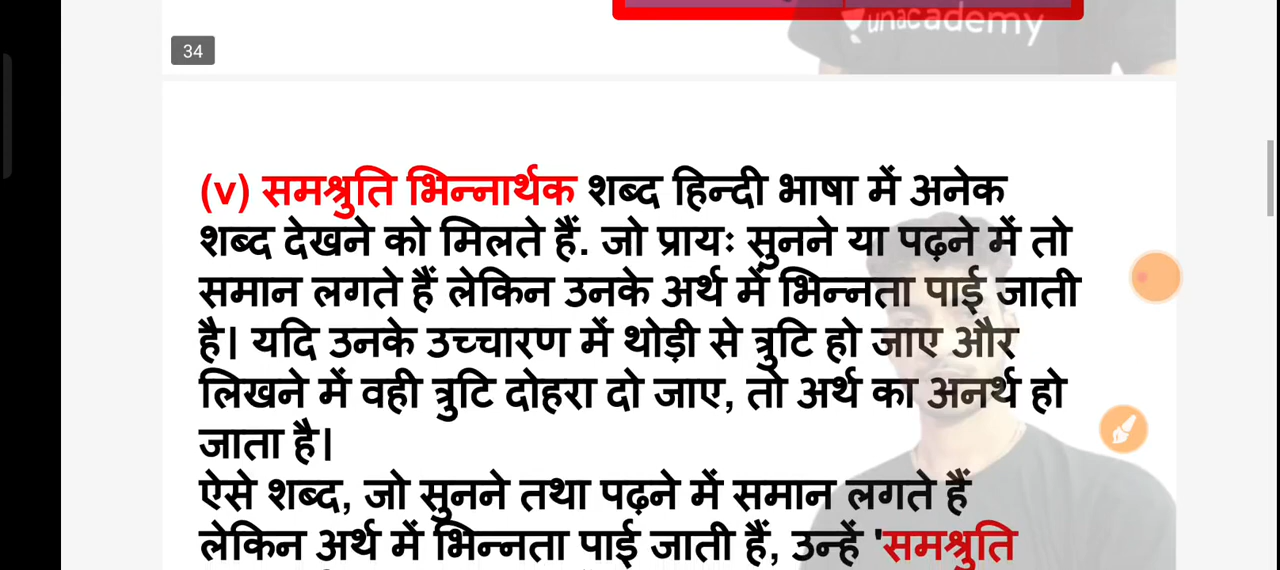 unacademy
34
(v) समश्रुति भिन्नार्थक शब्द हिन्दी भाषा में अनेक
शब्द देखने को मिलते हैं. जो प्रायः सुनने या पढ़ने में तो
समान लगते हैं लेकिन उनके अर्थ में भिन्नता पाई जाती
है। यदि उनके उच्चारण में थोड़ी से त्रुटि हो जाए और
लिखने में वही त्रुटि दोहरा दो जाए, तो अर्थ का अनर्थ हो
जाता है।
ऐसे शब्द, जो सुनने तथा पढ़ने में समान लगते हैं
लेकिन अर्थ में भिन्नता पाई जाती हैं, उन्हें 'समश्रुति